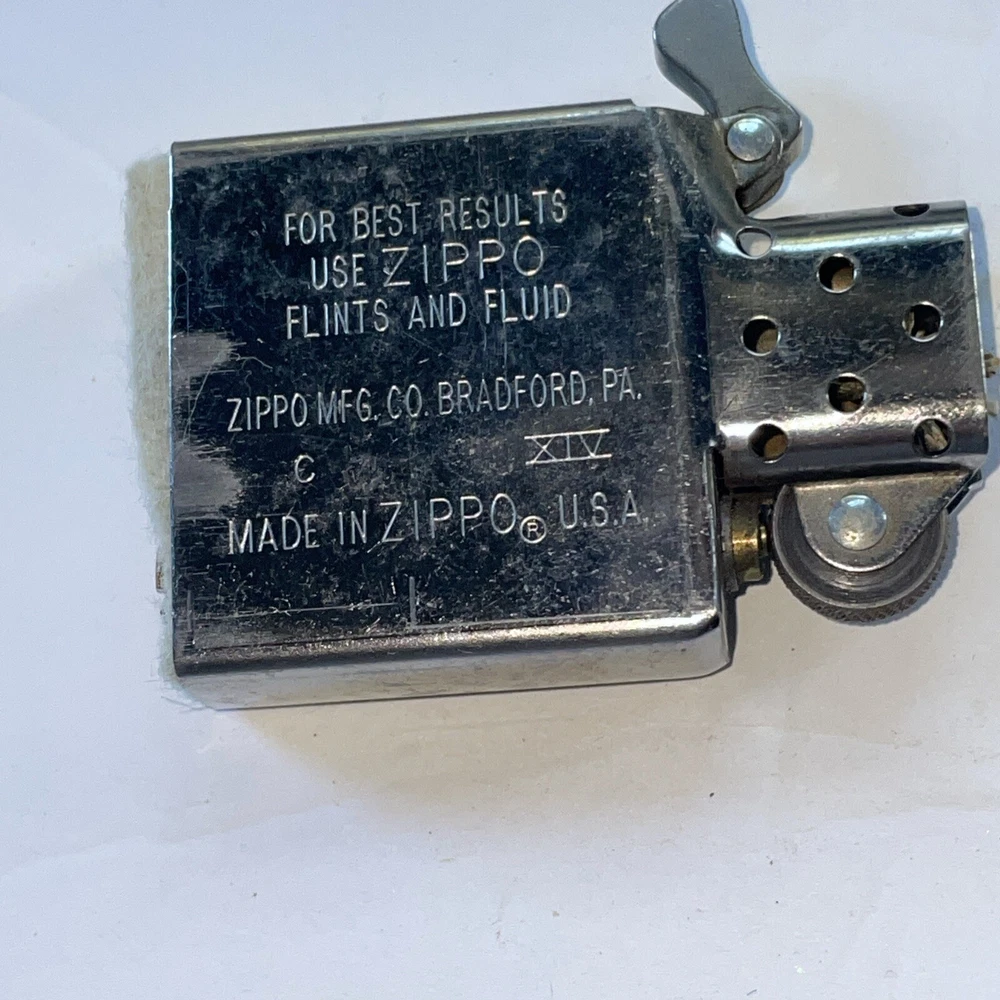 FOR BEST RESULTS
USE ZIPPO
FLINTS AND FLUID
ZIPPO MFG. CO. BRADFORD, PA.
C XIV
MADE IN ZIPPO® U.S.A.